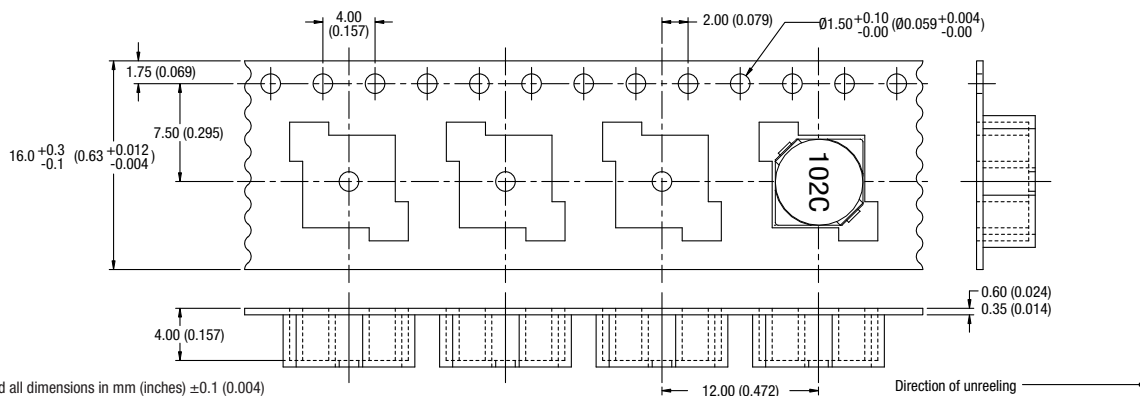 4.00
(0.157)
2.00 (0.079)
Ø1.50 +0.10 -0.00 (Ø0.059 +0.004 -0.00)
1.75 (0.069)
7.50 (0.295)
16.0 +0.3 -0.1 (0.63 +0.012 -0.004)
102C
0.60 (0.024)
0.35 (0.014)
4.00 (0.157)
12.00 (0.472)
all dimensions in mm (inches) ±0.1 (0.004)
Direction of unreeling